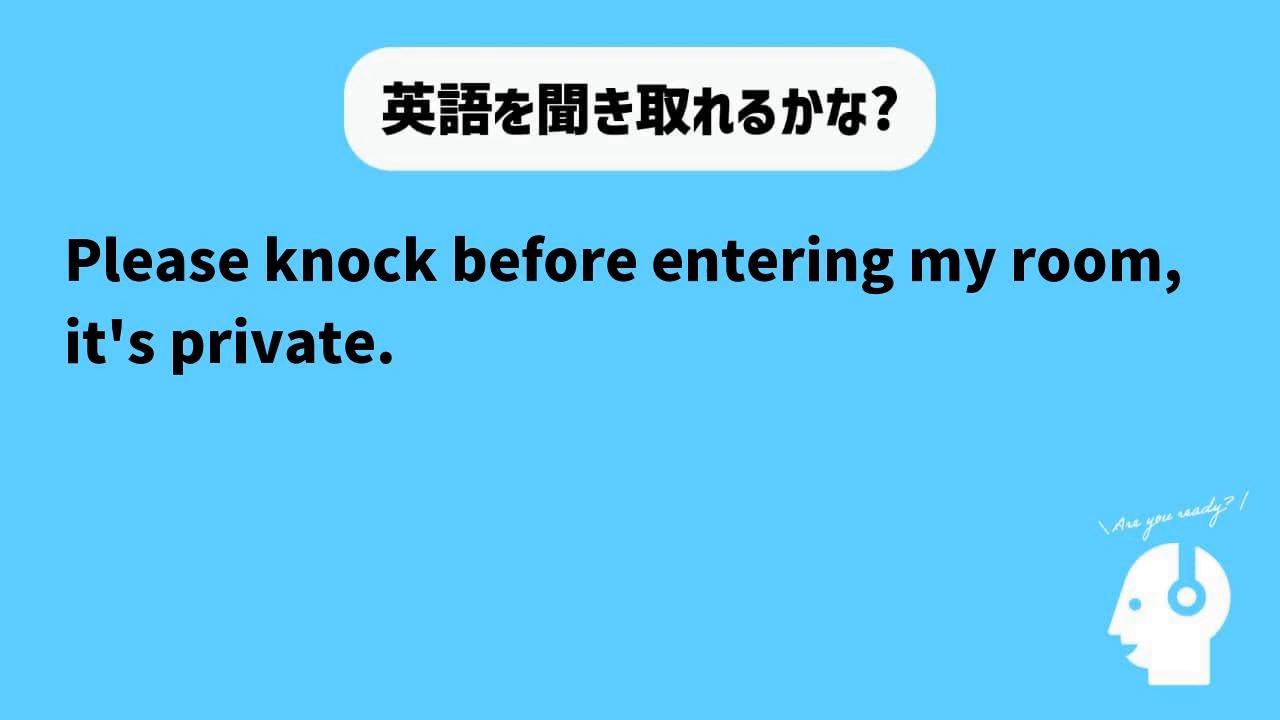 英語を聞き取れるかな?
Please knock before entering my room,
it's private.
\ Are you ready? /